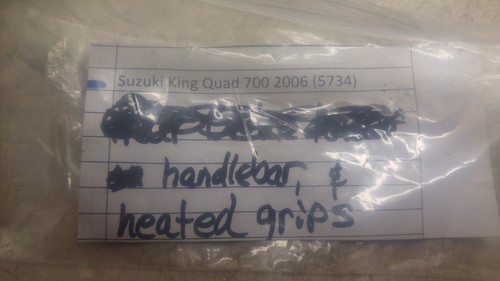 Suzuki King Quad 700 2006 (5734)
handlebar, &
heated grips